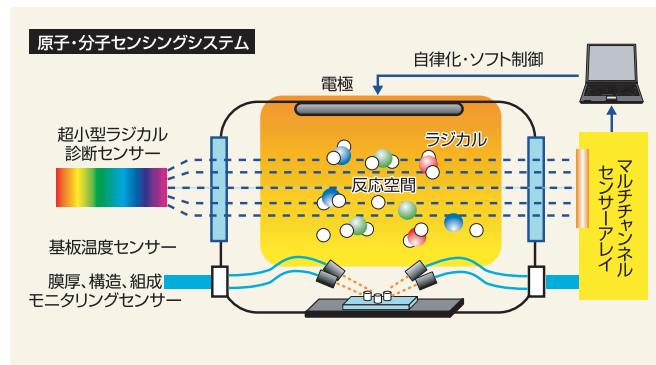 原子・分子センシングシステム
自律化・ソフト制御
電極
超小型ラジカル
診断センサー
ラジカル
反応空間
マルチチャンネル
センサーアレイ
基板温度センサー
膜厚、構造、組成
モニタリングセンサー